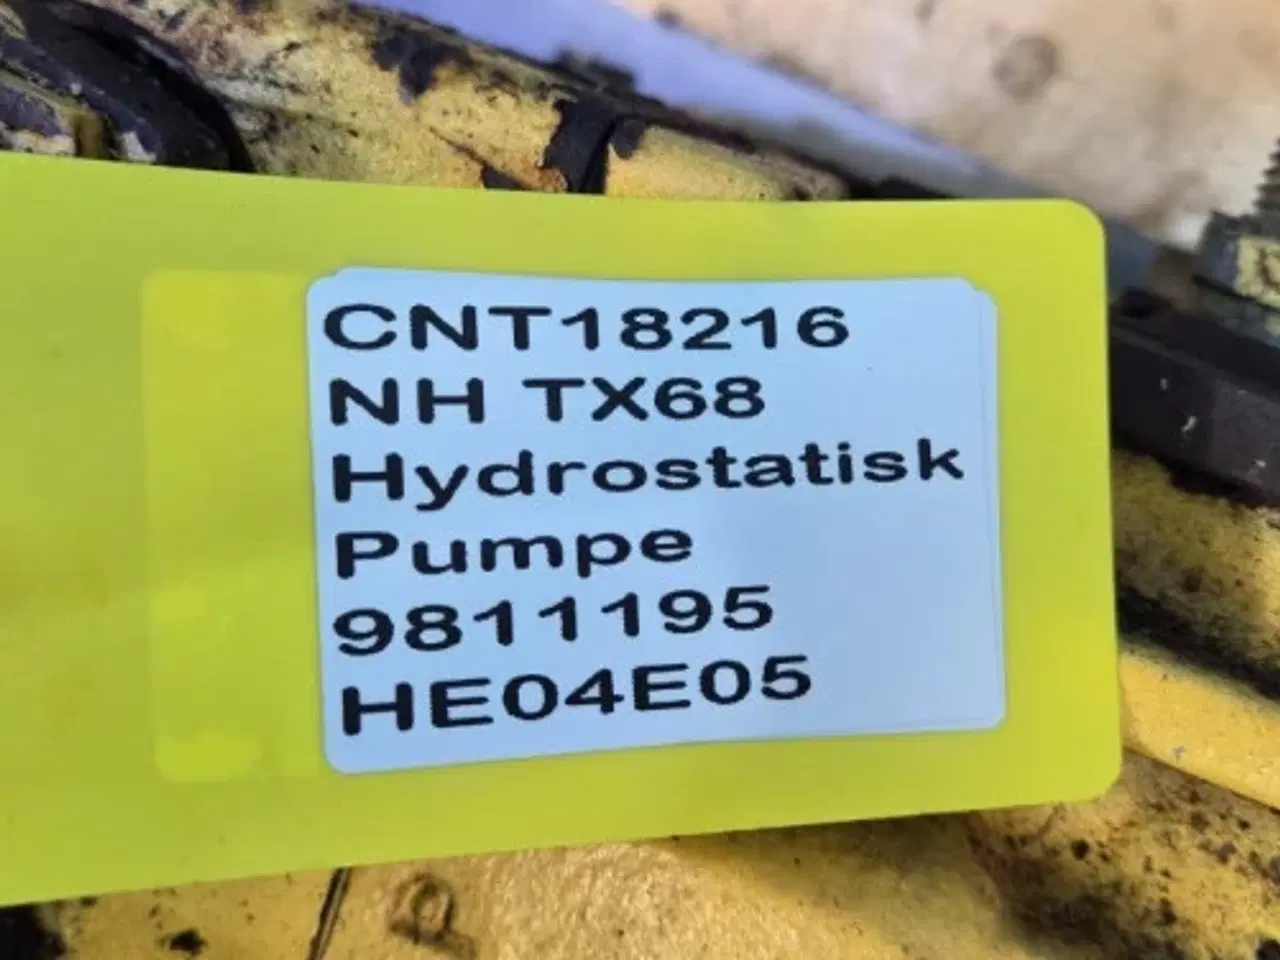 CNT18216
NH TX68
Hydrostatisk
Pumpe
9811195
HE04E05